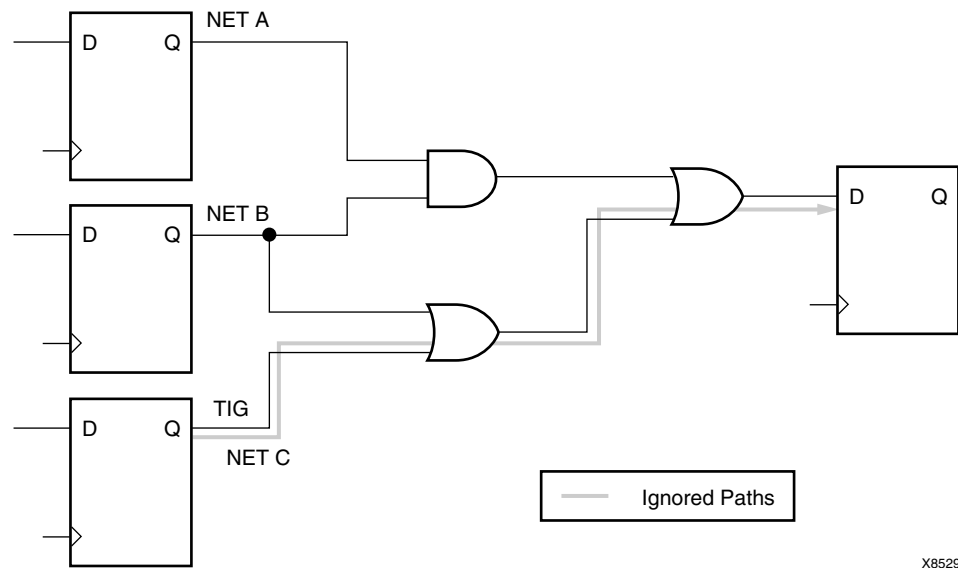 NET A
D Q
NET B
D Q
D Q
TIG
D Q
NET C
Ignored Paths
X8529